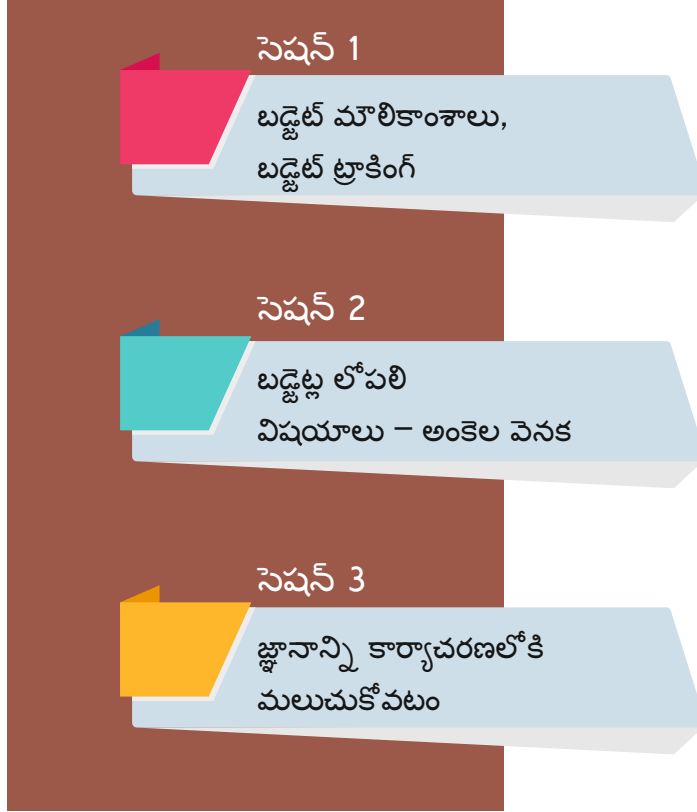 సెషన్ 1
బడ్జెట్ మౌలికాంశాలు,
బడ్జెట్ ట్రాకింగ్
సెషన్ 2
బడ్జెట్ల లోపలి
విషయాలు – అంకెల వెనక
సెషన్ 3
జ్ఞానాన్ని కార్యాచరణలోకి
మలుచుకోవటం